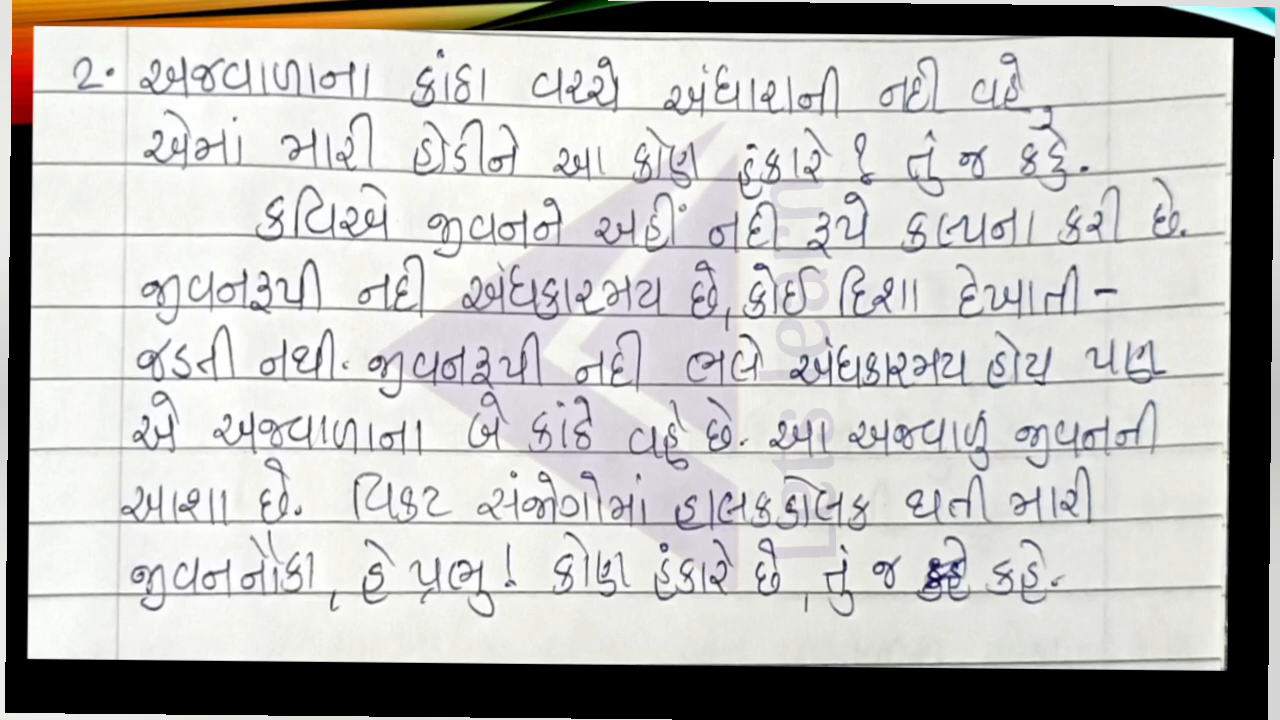 2. અજવાળાના કાંઠા વચ્ચે અંધારાની નદી વહે
એમાં મારી હોડીને આ કોણ હંકારે ? તું જ કહે.
કવિએ જીવનને અહીં નદી રૂપે કલ્પના કરી છે.
જીવનરૂપી નદી અંધકારમય છે, કોઈ દિશા દેખાતી -
જડતી નથી. જીવનરૂપી નદી ભલે અંધકારમય હોય પણ
એ અજવાળાના બે કાંઠે વહે છે. આ અજવાળુ જીવનની
આશા છે. વિકટ સંજોગોમાં હાલકડોલક થતી મારી
જીવનનૌકા, હે પ્રભુ! કોણ હંકારે છે, તું જ કહે.
Lets learn